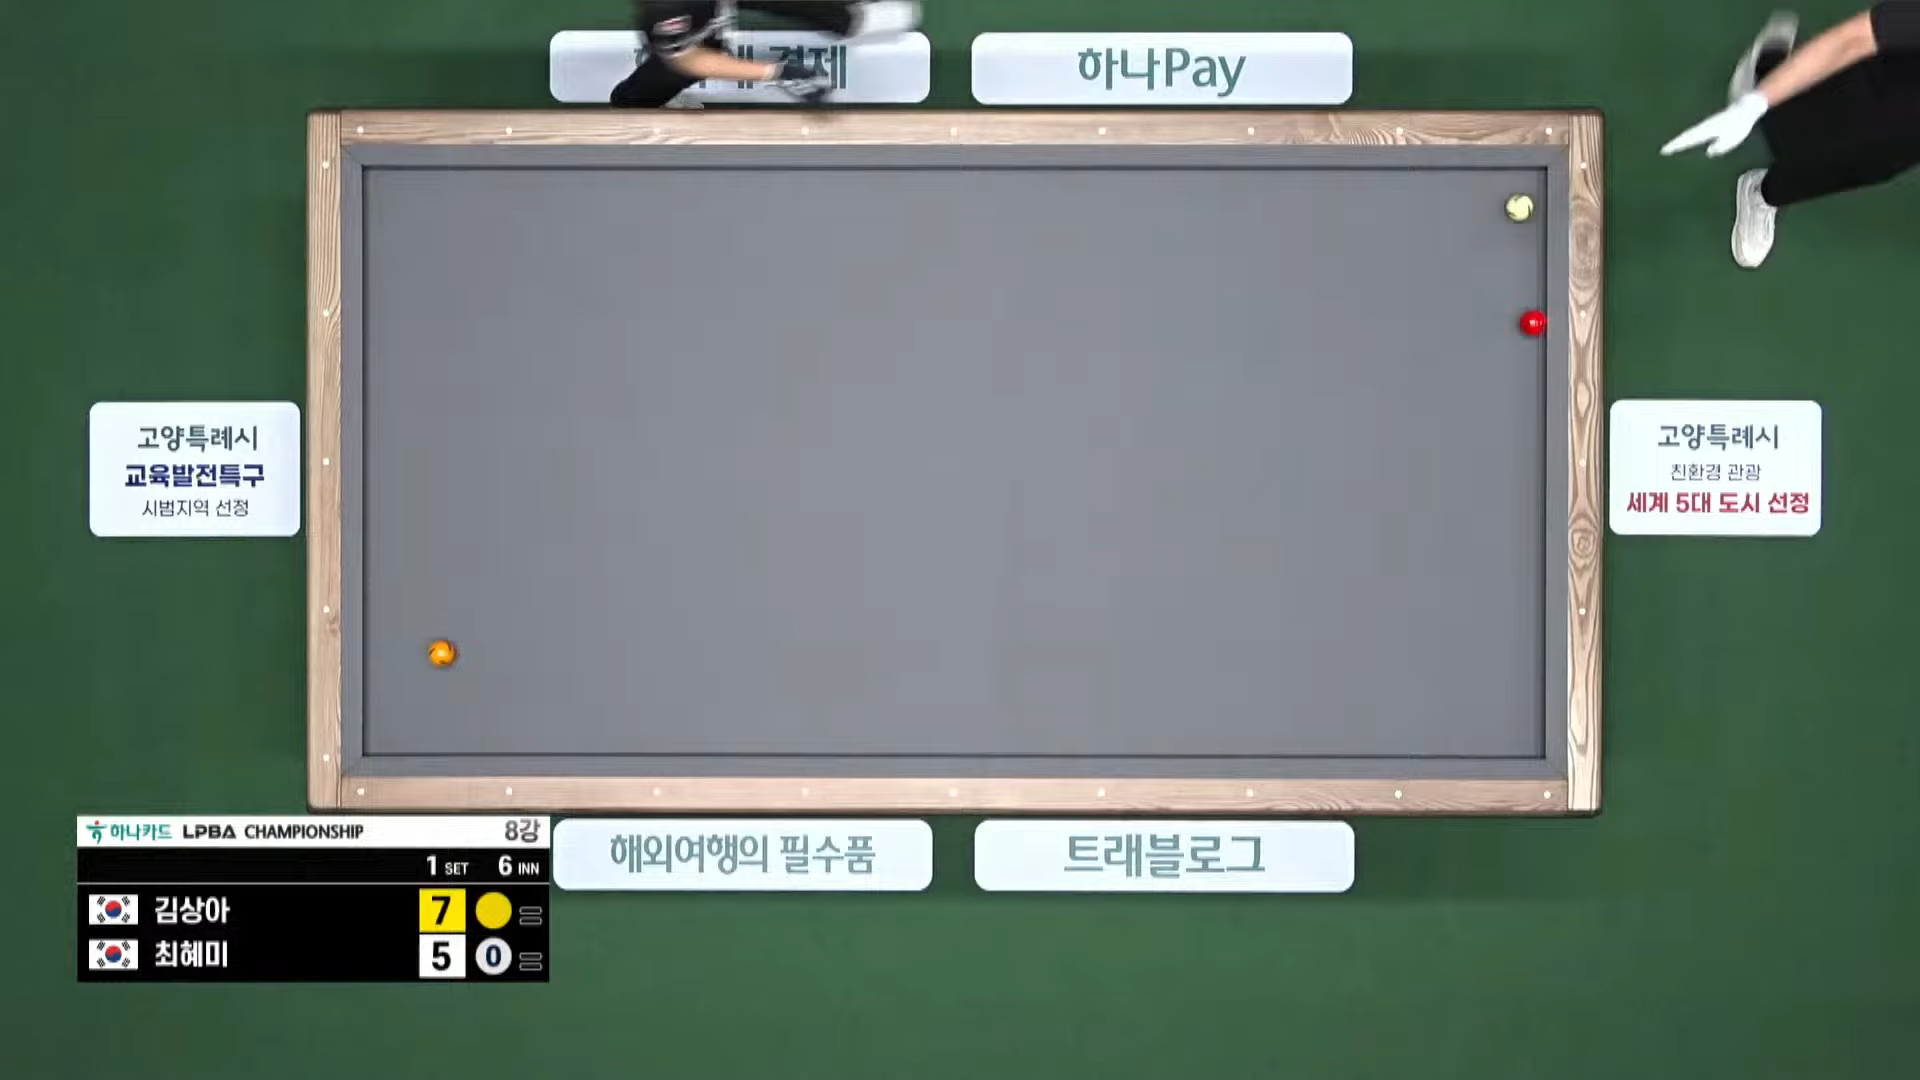 결제
하나Pay
고양특례시
교육발전특구
시범지역 선정
고양특례시
친환경 관광
세계 5대 도시 선정
해외여행의 필수품
트래블로그
하나카드 LPBA CHAMPIONSHIP 8강
1 SET 6 INN
김상아 7
최혜미 5 0